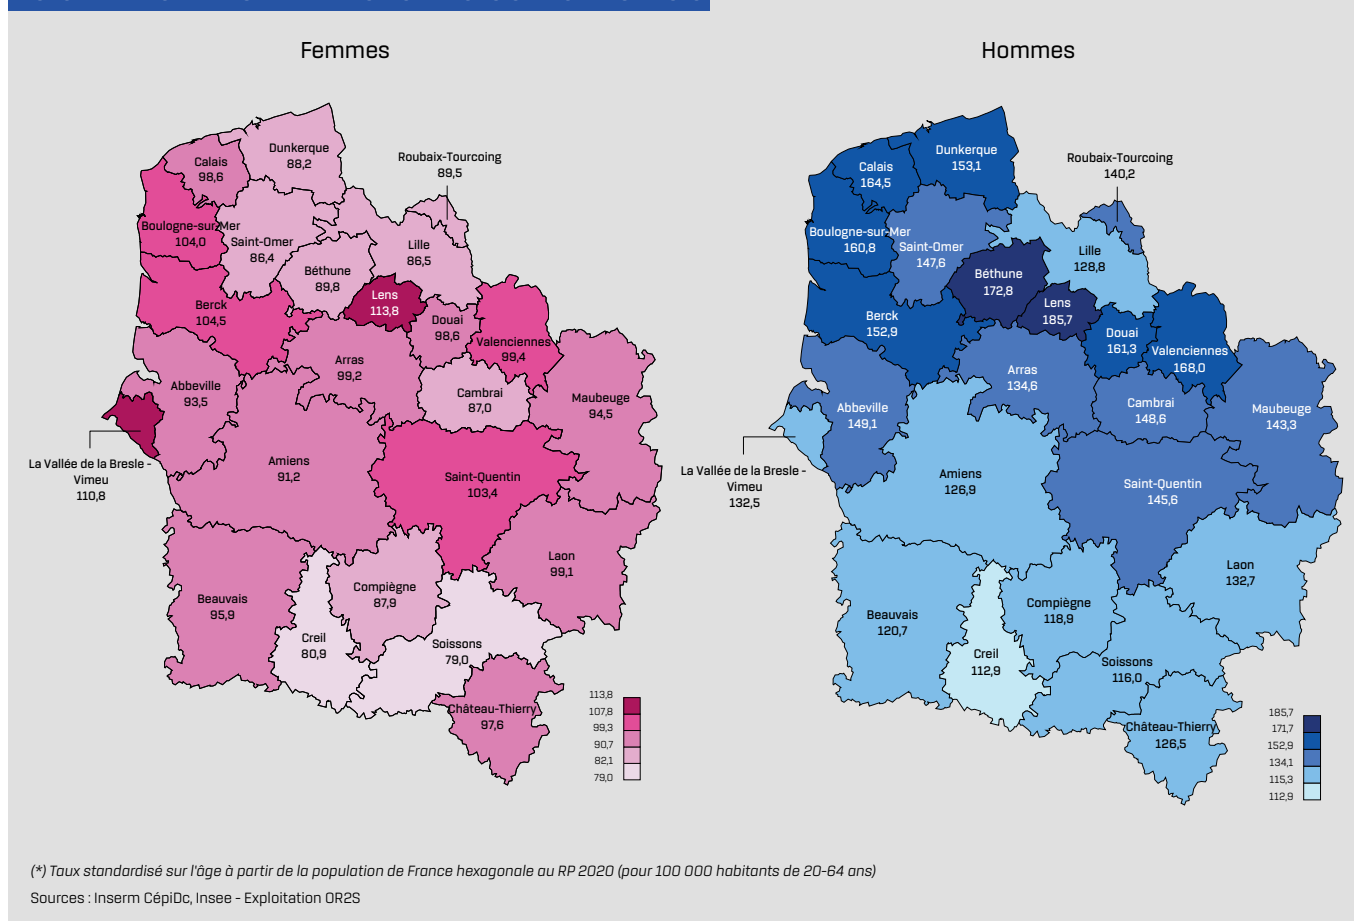 Femmes
Dunkerque
88,2
Calais
98,6
Roubaix-Tourcoing
89,5
Boulogne-sur-Mer
104,0
Saint-Omer
86,4
Lille
86,5
Béthune
89,8
Lens
113,8
Berck
104,5
Douai
98,6
Valenciennes
99,4
Arras
99,2
Abbeville
93,5
Cambrai
87,0
Maubeuge
94,5
La Vallée de la Bresle -
Vimeu
110,8
Amiens
91,2
Saint-Quentin
103,4
Laon
99,1
Beauvais
95,9
Compiègne
87,9
Creil
80,9
Soissons
79,0
Château-Thierry
97,6
113,8
107,8
99,3
90,7
82,1
79,0
Hommes
Dunkerque
153,1
Calais
164,5
Roubaix-Tourcoing
140,2
Boulogne-sur-Mer
160,8
Saint-Omer
147,6
Lille
128,8
Béthune
172,8
Lens
185,7
Berck
152,9
Douai
161,3
Valenciennes
168,0
Arras
134,6
Abbeville
149,1
Cambrai
148,6
Maubeuge
143,3
La Vallée de la Bresle -
Vimeu
132,5
Amiens
126,9
Saint-Quentin
145,6
Laon
132,7
Beauvais
120,7
Compiègne
118,9
Creil
112,9
Soissons
116,0
Château-Thierry
126,5
185,7
171,7
152,9
134,1
115,3
112,9
(*) Taux standardisé sur l'âge à partir de la population de France hexagonale au RP 2020 (pour 100 000 habitants de 20-64 ans)
Sources : Inserm CépiDc, Insee - Exploitation OR2S